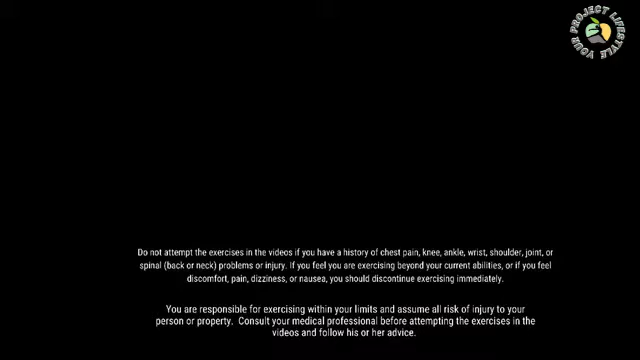 YOUR PROJECT LIFESTYLE
Do not attempt the exercises in the videos if you have a history of chest pain, knee, ankle, wrist, shoulder, joint, or
spinal (back or neck) problems or injury. If you feel you are exercising beyond your current abilities, or if you feel
discomfort, pain, dizziness, or nausea, you should discontinue exercising immediately.
You are responsible for exercising within your limits and assume all risk of injury to your
person or property. Consult your medical professional before attempting the exercises in the
videos and follow his or her advice.